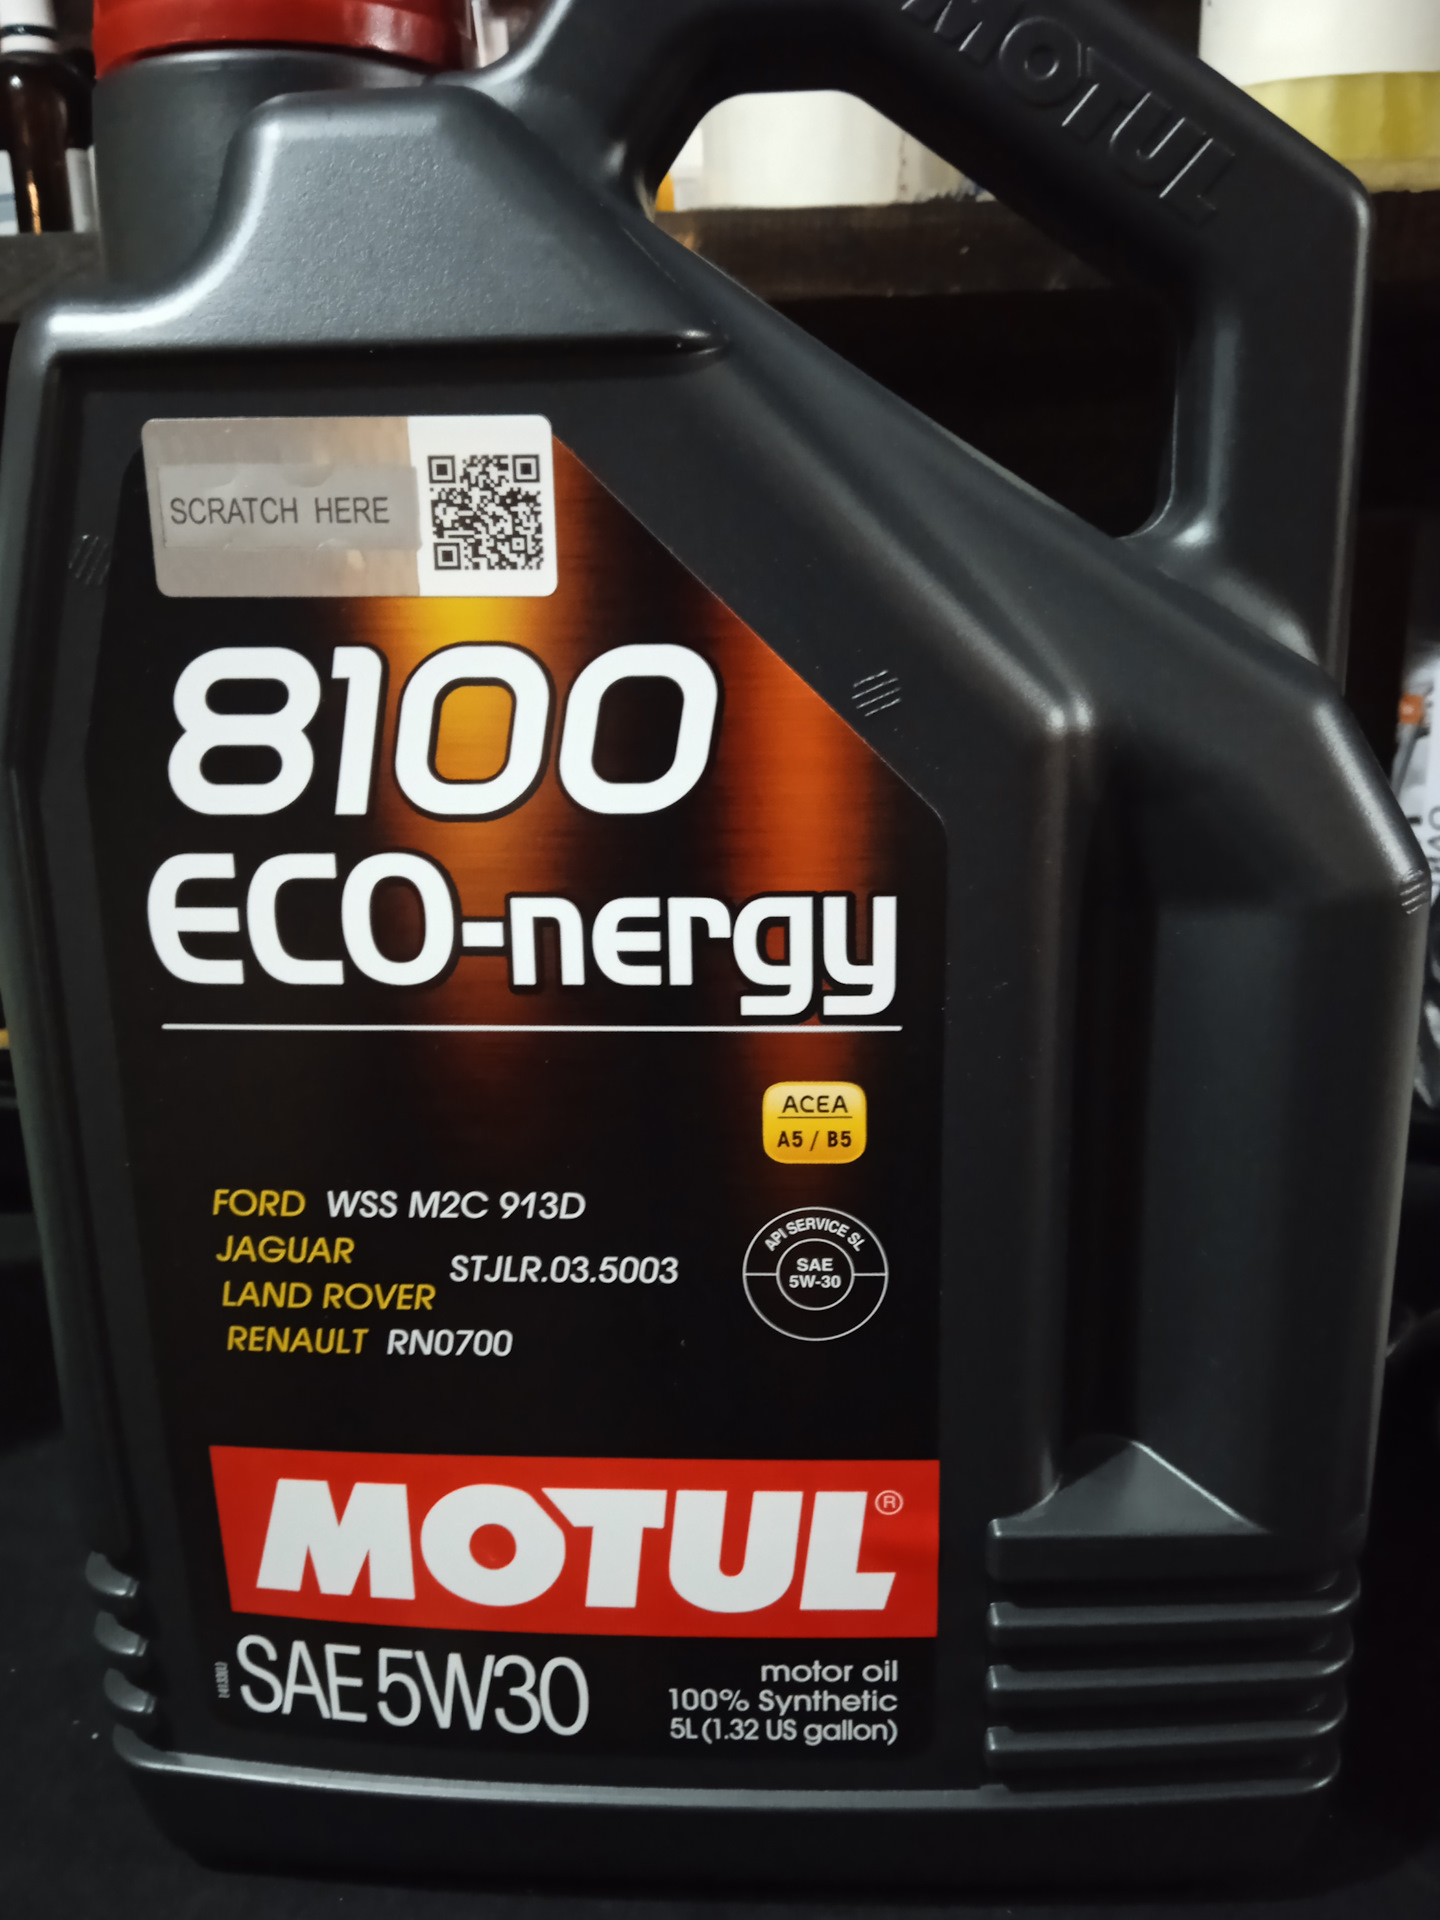 MOTUL
SCRATCH HERE
8100
ECO-nergy
ACEA
A5 / B5
FORD WSS M2C 913D
JAGUAR
STJLR.03.5003
LAND ROVER
RENAULT RN0700
API SERVICE SL
SAE
5W-30
MOTUL®
SAE 5W30
motor oil
100% Synthetic
5L (1.32 US gallon)